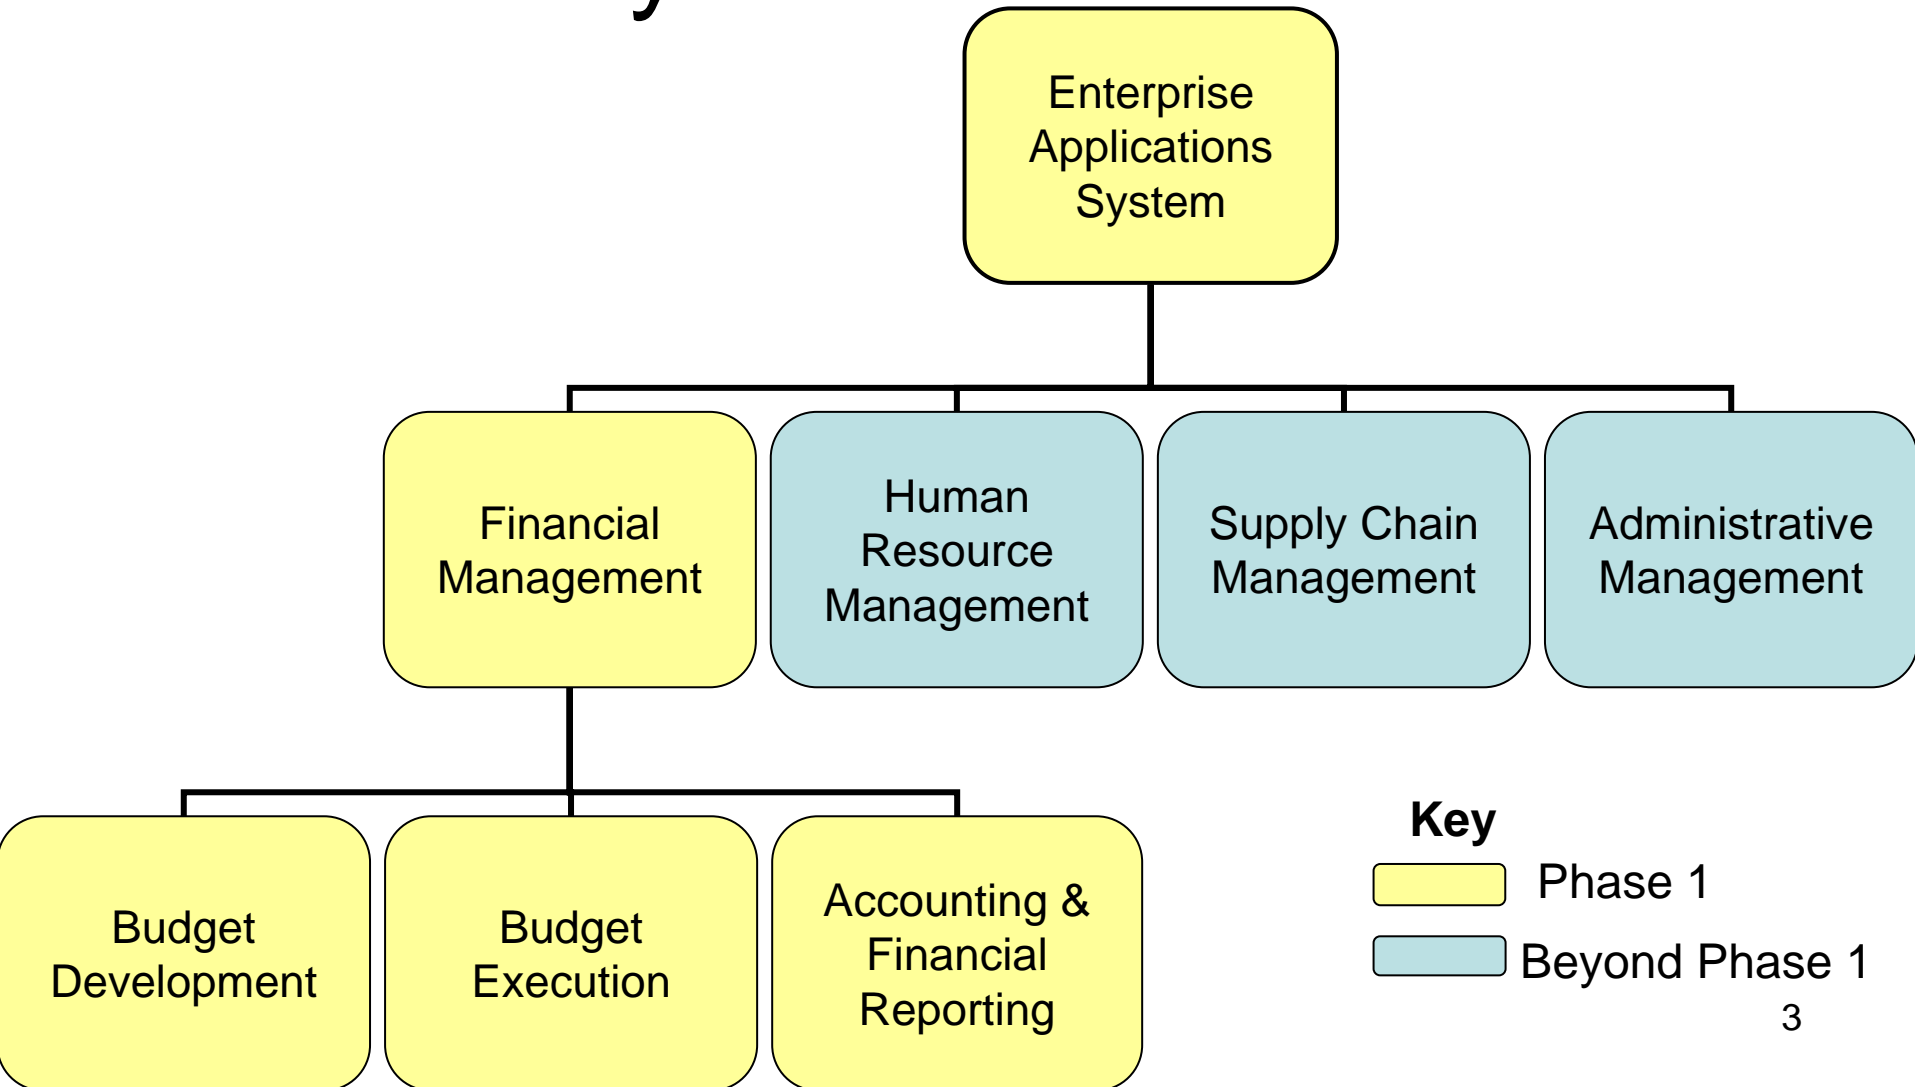 Enterprise
Applications
System
Financial
Management
Human
Resource
Management
Supply Chain
Management
Administrative
Management
Budget
Development
Budget
Execution
Accounting &
Financial
Reporting
Key
Phase 1
Beyond Phase 1
3